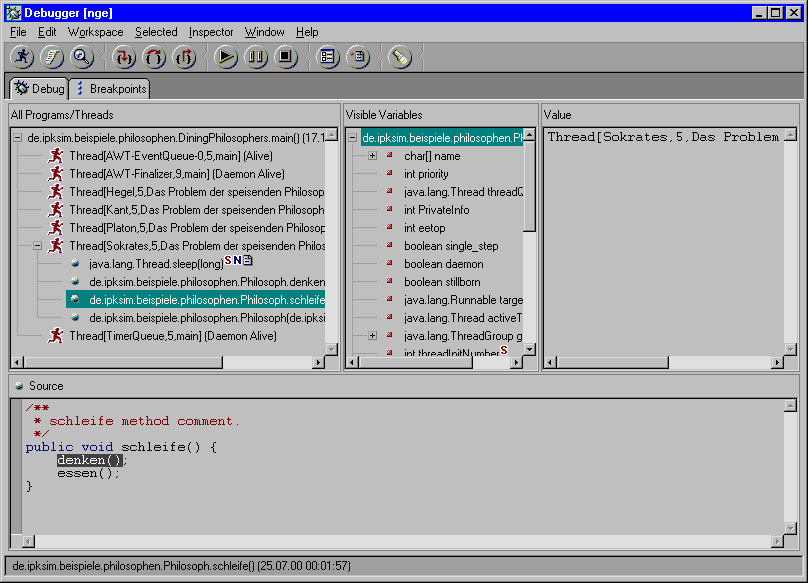 Debugger [nge]
File Edit Workspace Selected Inspector Window Help
Debug Breakpoints
All Programs/Threads
de.ipksim.beispiele.philosophen.DiningPhilosophers.main() (17.1
Thread[AWT-EventQueue-0,5,main] (Alive)
Thread[AWT-Finalizer,9,main] (Daemon Alive)
Thread[Hegel,5,Das Problem der speisenden Philosop
Thread[Kant,5,Das Problem der speisenden Philosoph
Thread[Platon,5,Das Problem der speisenden Philosop
Thread[Sokrates,5,Das Problem der speisenden Philos
java.lang.Thread.sleep(long) S N
de.ipksim.beispiele.philosophen.Philosoph.denken
de.ipksim.beispiele.philosophen.Philosoph.schleife
de.ipksim.beispiele.philosophen.Philosoph(de.ipksi
Thread[TimerQueue,5,main] (Daemon Alive)
Visible Variables
de.ipksim.beispiele.philosophen.Ph
char[] name
int priority
java.lang.Thread threadQ
int PrivateInfo
int eetop
boolean single_step
boolean daemon
boolean stillborn
java.lang.Runnable targe
java.lang.Thread activeT
java.lang.ThreadGroup g
int threadInitNumber S
Value
Thread[Sokrates,5,Das Problem
Source
/**
* schleife method comment.
*/
public void schleife() {
denken();
essen();
}
de.ipksim.beispiele.philosophen.Philosoph.schleife() (25.07.00 00:01:57)